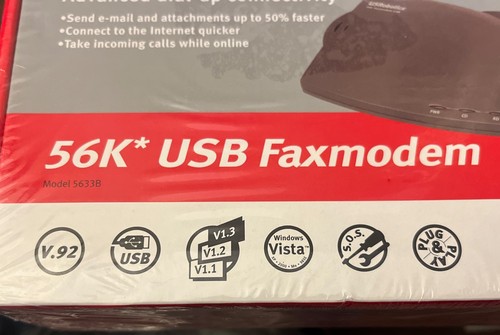 Advanced dial-up connectivity
•Send e-mail and attachments up to 50% faster
•Connect to the Internet quicker
•Take incoming calls while online
USRobotics
56K* USB Faxmodem
Model 5633B
V.92
USB
V1.3
V1.2
V1.1
Windows
Vista
S.O.S.
PLUG & PLAY